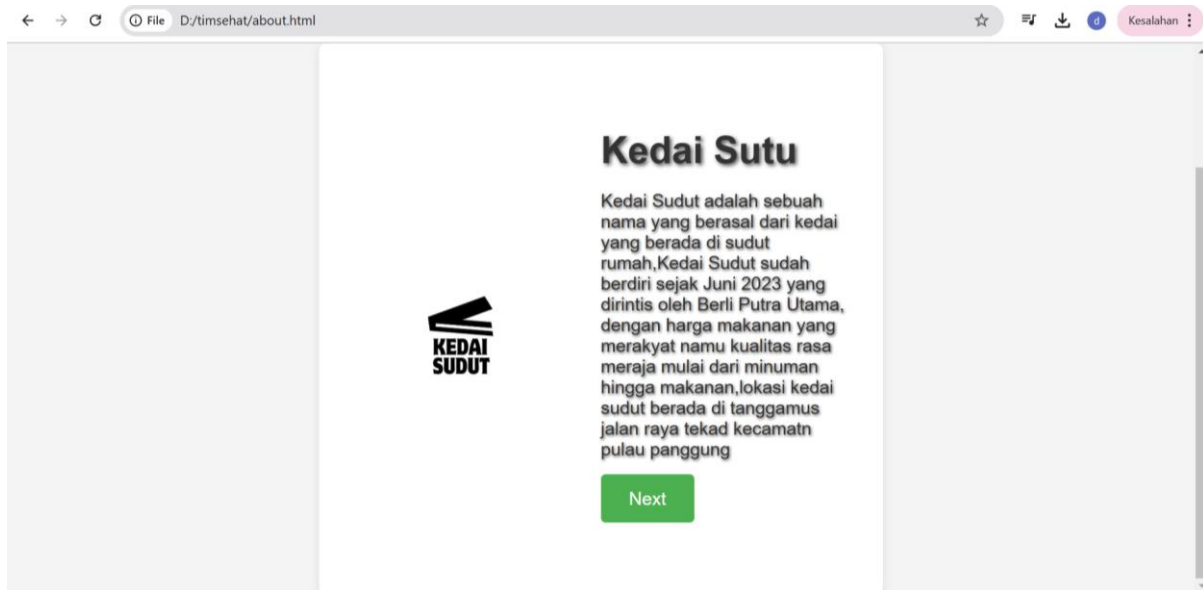 File D:/timsehat/about.html
d
Kesalahan
Kedai Sutu
Kedai Sudut adalah sebuah
nama yang berasal dari kedai
yang berada di sudut
rumah,Kedai Sudut sudah
berdiri sejak Juni 2023 yang
dirintis oleh Berli Putra Utama,
dengan harga makanan yang
merakyat namu kualitas rasa
meraja mulai dari minuman
hingga makanan,lokasi kedai
sudut berada di tanggamus
jalan raya tekad kecamatn
pulau panggung
KEDAI
SUDUT
Next